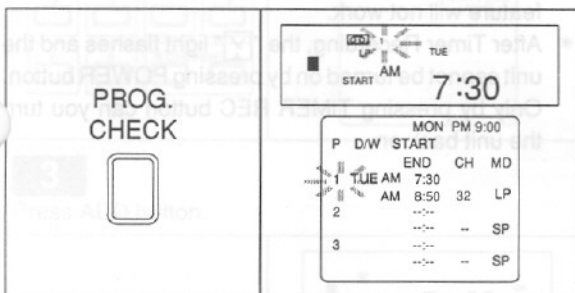 feature will not work.
After Timer Recording, the "Y" light flashes and the
unit cannot be turned on by pressing POWER button.
Only by pressing TIMER REC button can you turn
the unit back on.
PROG.
CHECK
LP 1 TUE
AM
START 7:30
MON PM 9:00
P D/W START
END CH MD
1 TUE AM 7:30
AM 8:50 32 LP
2 --:--
--:-- -- SP
3 --:--
--:-- -- SP
3
Press ADD button.